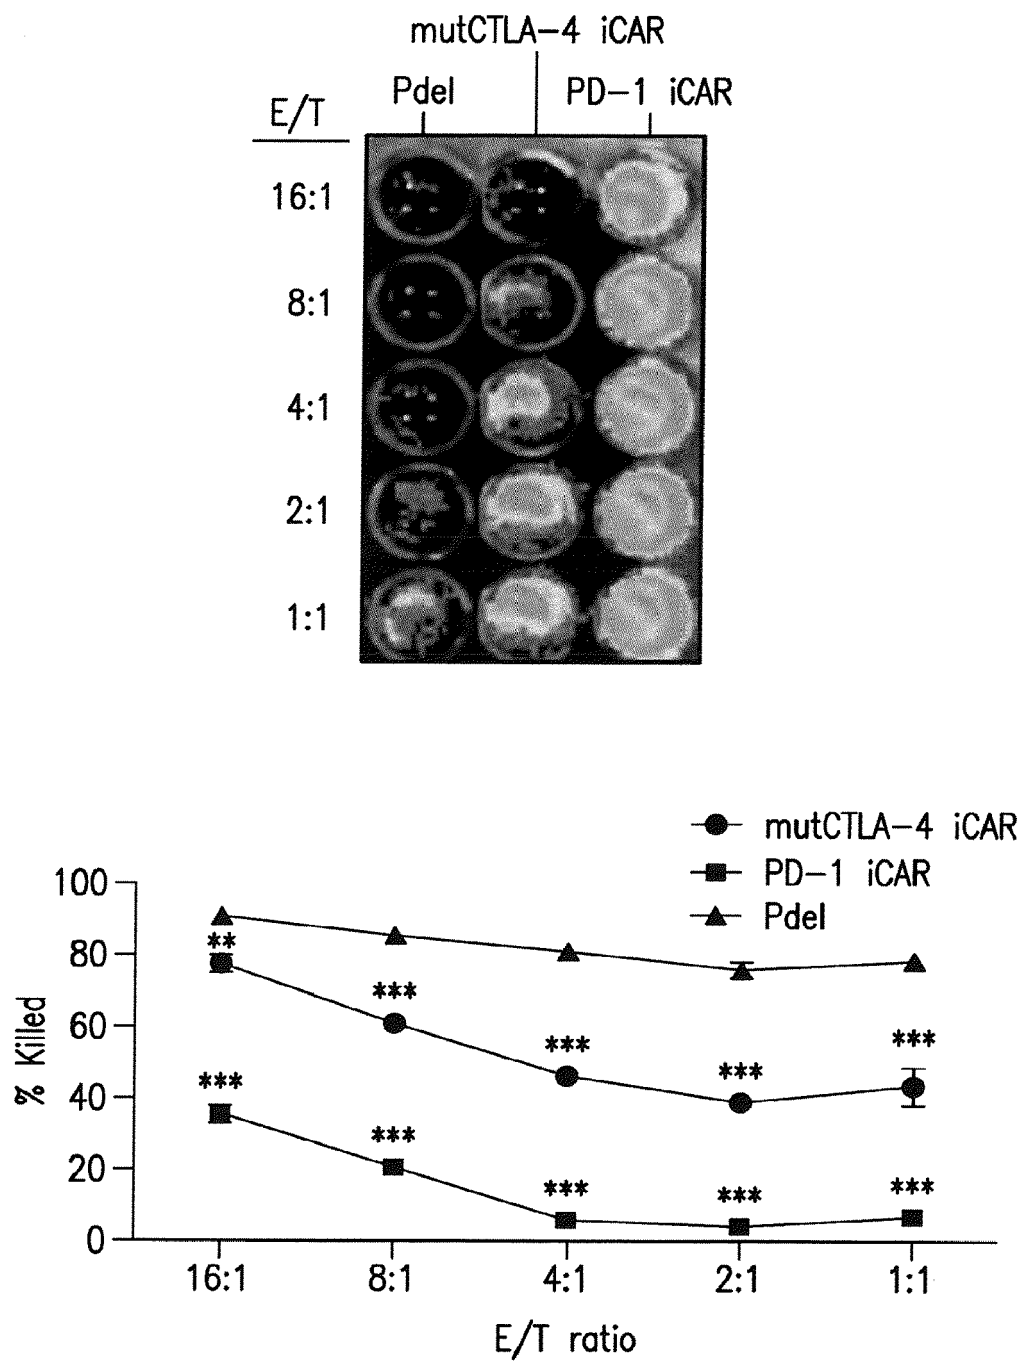 mutCTLA-4 iCAR
Pdel PD-1 iCAR
E/T
16:1
8:1
4:1
2:1
1:1
mutCTLA-4 iCAR
PD-1 iCAR
Pdel
100
80
60
40
20
0
% Killed
**
***
***
***
***
***
***
***
***
***
16:1 8:1 4:1 2:1 1:1
E/T ratio